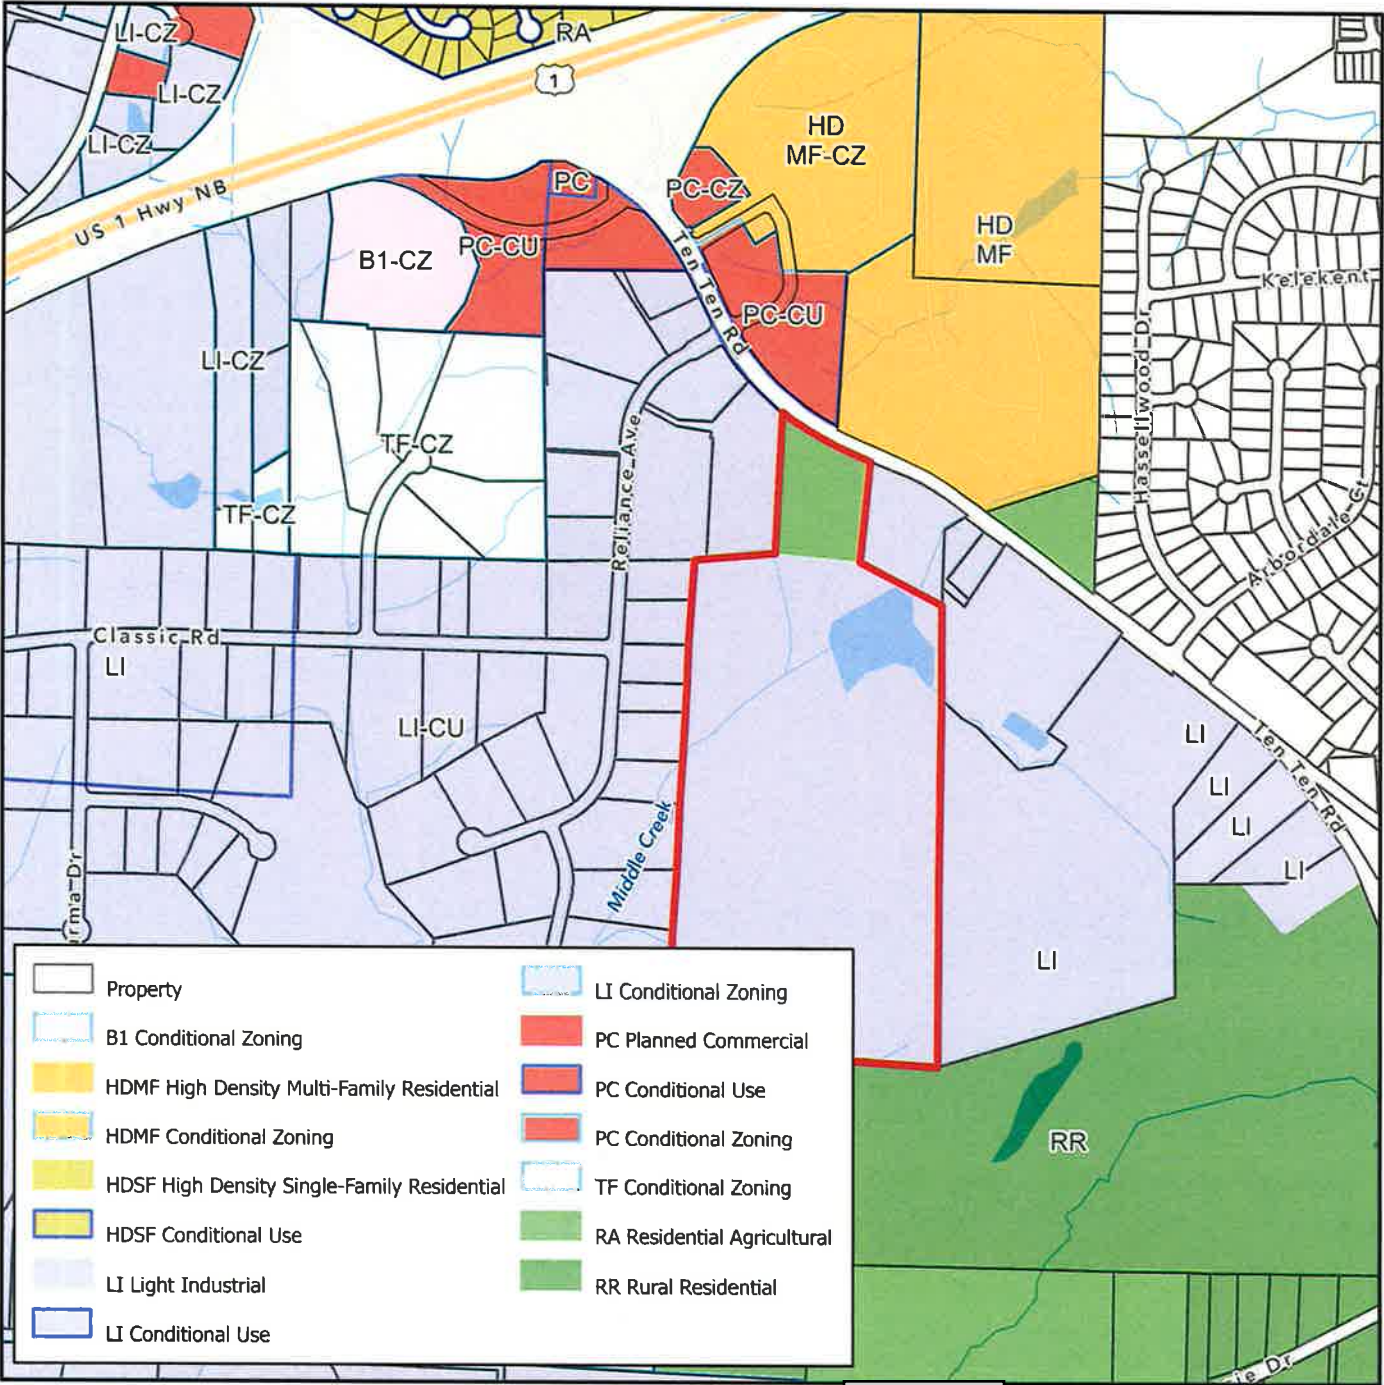 LI-CZ
RA
1
LI-CZ
LI-CZ
US 1 Hwy NB
HD
MF-CZ
PC
PC-CZ
HD
MF
B1-CZ
PC-CU
Ten Ten Rd
PC-CU
Kelekent
LI-CZ
Hassellwood Dr
TF-CZ
Reliance Ave
TF-CZ
Arbordale Ct
Classic Rd
LI
LI-CU
LI
LI
LI
LI
Ten Ten Rd
Middle Creek
rma Dr
LI
RR
ie Dr
Property
B1 Conditional Zoning
HDMF High Density Multi-Family Residential
HDMF Conditional Zoning
HDSF High Density Single-Family Residential
HDSF Conditional Use
LI Light Industrial
LI Conditional Use
LI Conditional Zoning
PC Planned Commercial
PC Conditional Use
PC Conditional Zoning
TF Conditional Zoning
RA Residential Agricultural
RR Rural Residential